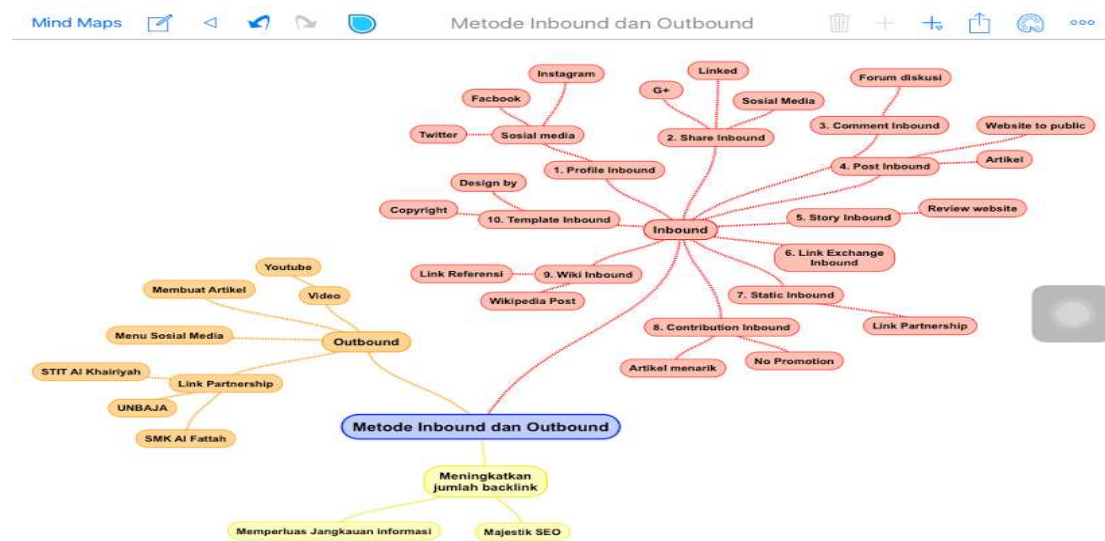 Mind Maps
Metode Inbound dan Outbound
Instagram
Facbook
Twitter
Sosial media
1. Profile Inbound
G+
Linked
Sosial Media
2. Share Inbound
Forum diskusi
3. Comment Inbound
Website to public
4. Post Inbound
Artikel
Design by
Copyright
10. Template Inbound
Inbound
5. Story Inbound
Review website
6. Link Exchange
Inbound
Link Referensi
9. Wiki Inbound
Wikipedia Post
7. Static Inbound
Link Partnership
8. Contribution Inbound
Artikel menarik
No Promotion
Youtube
Membuat Artikel
Video
Menu Sosial Media
Outbound
STIT Al Khairiyah
Link Partnership
UNBAJA
SMK Al Fattah
Metode Inbound dan Outbound
Meningkatkan
jumlah backlink
Memperluas Jangkauan Informasi
Majestik SEO